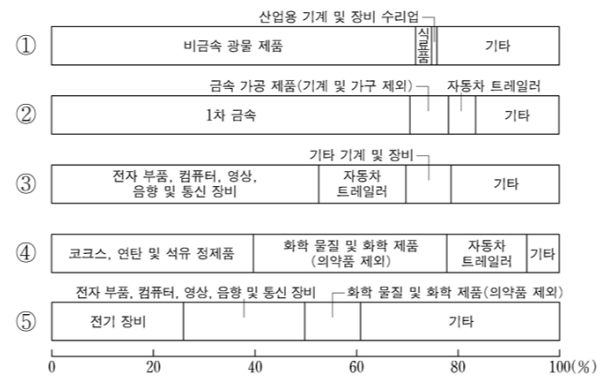 산업용 기계 및 장비 수리업
① 비금속 광물 제품 식료품 기타
금속 가공 제품(기계 및 가구 제외) 자동차 트레일러
② 1차 금속 기타
기타 기계 및 장비
③ 전자 부품, 컴퓨터, 영상, 음향 및 통신 장비 자동차 트레일러 기타
④ 코크스, 연탄 및 석유 정제품 화학 물질 및 화학 제품 (의약품 제외) 자동차 트레일러 기타
전자 부품, 컴퓨터, 영상, 음향 및 통신 장비 화학 물질 및 화학 제품(의약품 제외)
⑤ 전기 장비 기타
0 20 40 60 80 100(%)